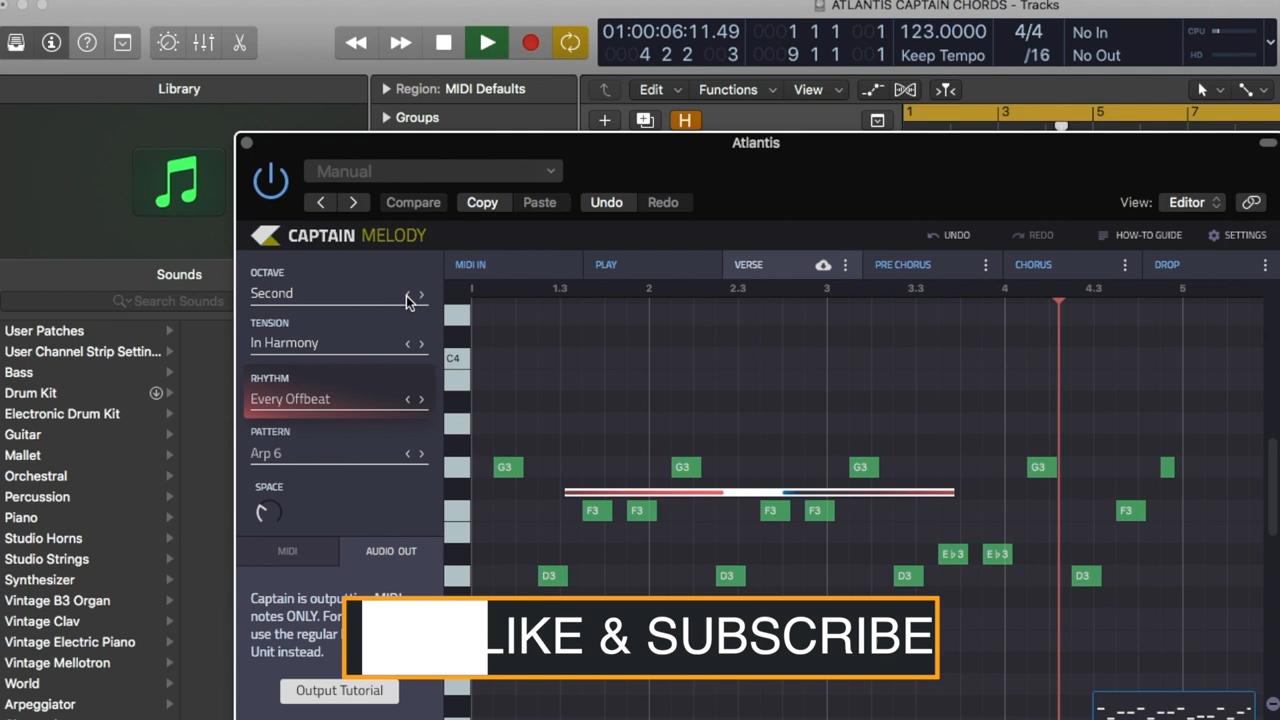 ATLANTIS CAPTAIN CHORDS - Tracks
01:00:06:11.49
4 2 2 3
1 1 1
9 1 1 1
123.0000
Keep Tempo
4/4
/16
No In
No Out
CPU
HD
Library
Region: MIDI Defaults
Groups
Edit
Functions
View
H
1
3
5
7
Atlantis
Manual
Compare
Copy
Paste
Undo
Redo
View:
Editor
CAPTAIN MELODY
UNDO
REDO
HOW-TO GUIDE
SETTINGS
MIDI IN
PLAY
VERSE
PRE CHORUS
CHORUS
DROP
1
1.3
2
2.3
3
3.3
4
4.3
5
OCTAVE
Second
TENSION
In Harmony
RHYTHM
Every Offbeat
PATTERN
Arp 6
SPACE
MIDI
AUDIO OUT
Captain is outputting MIDI
notes ONLY. For
use the regular
Unit instead.
Output Tutorial
C4
G3
G3
G3
G3
F3
F3
F3
F3
F3
E♭3
E♭3
D3
D3
D3
D3
Sounds
Search Sounds
User Patches
User Channel Strip Settin...
Bass
Drum Kit
Electronic Drum Kit
Guitar
Mallet
Orchestral
Percussion
Piano
Studio Horns
Studio Strings
Synthesizer
Vintage B3 Organ
Vintage Clav
Vintage Electric Piano
Vintage Mellotron
World
Arpeggiator
LIKE & SUBSCRIBE